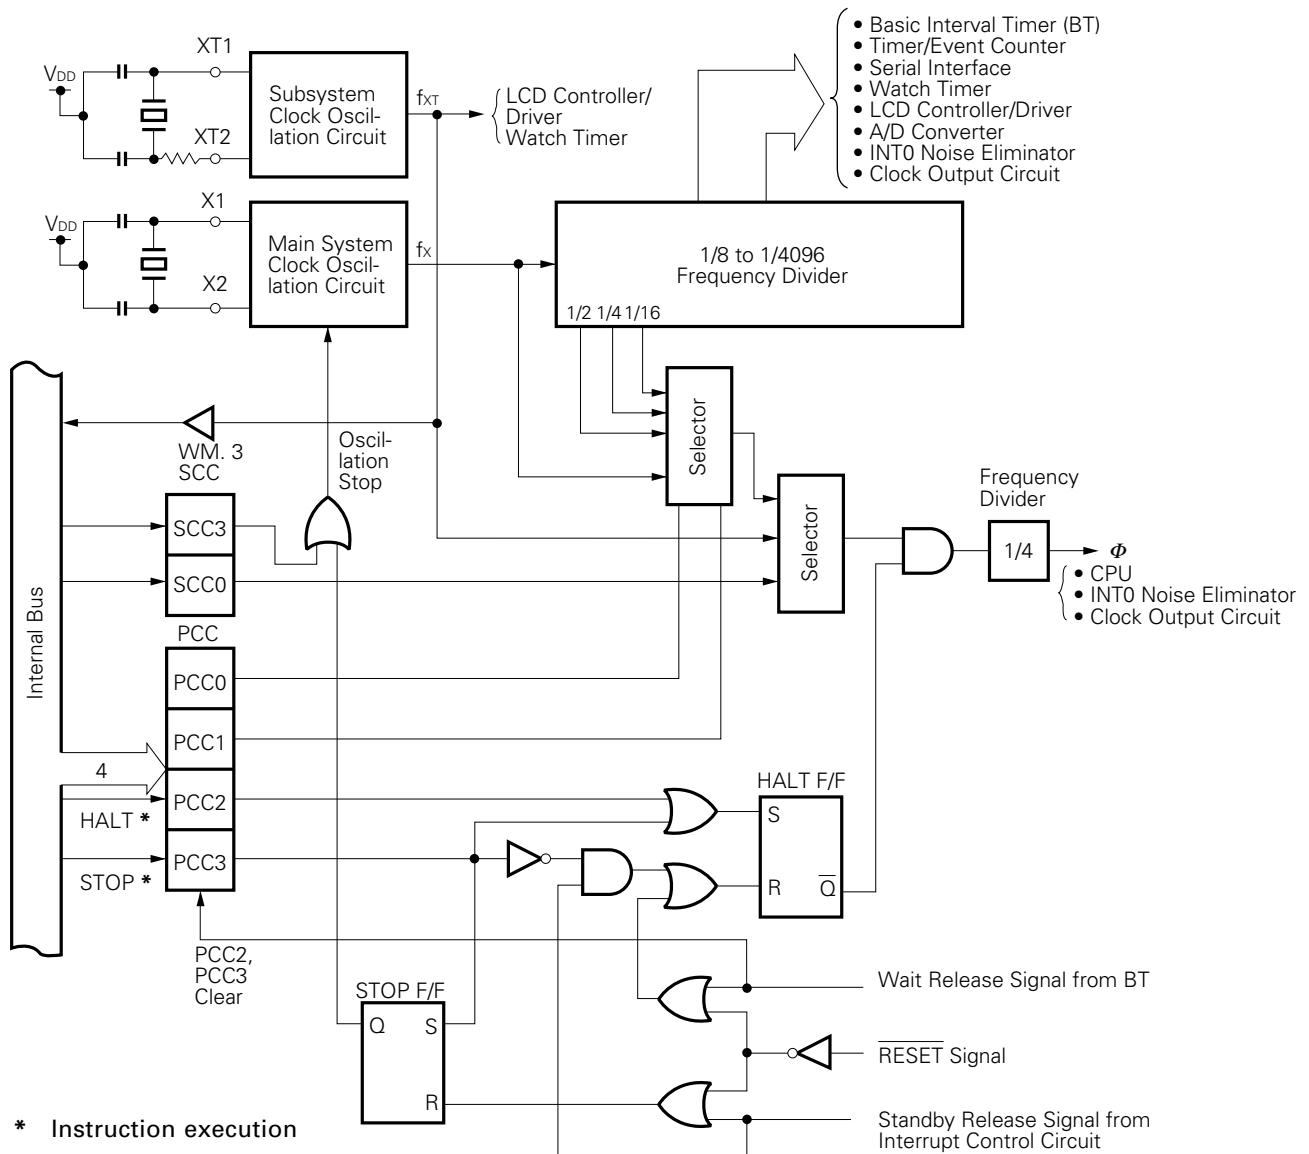 • Basic Interval Timer (BT)
• Timer/Event Counter
• Serial Interface
• Watch Timer
• LCD Controller/Driver
• A/D Converter
• INT0 Noise Eliminator
• Clock Output Circuit
XT1
VDD
Subsystem
Clock Oscil-
lation Circuit
fXT
LCD Controller/
Driver
Watch Timer
XT2
X1
VDD
Main System
Clock Oscil-
lation Circuit
fX
X2
1/8 to 1/4096
Frequency Divider
1/2 1/4 1/16
Selector
Internal Bus
WM. 3
SCC
Oscil-
lation
Stop
SCC3
SCC0
Selector
Frequency
Divider
1/4
Φ
• CPU
• INT0 Noise Eliminator
• Clock Output Circuit
PCC
PCC0
PCC1
4
PCC2
HALT *
PCC3
STOP *
HALT F/F
S
R
Q̅
PCC2,
PCC3
Clear
STOP F/F
Q
S
R
Wait Release Signal from BT
R̅E̅S̅E̅T̅ Signal
Standby Release Signal from
Interrupt Control Circuit
* Instruction execution